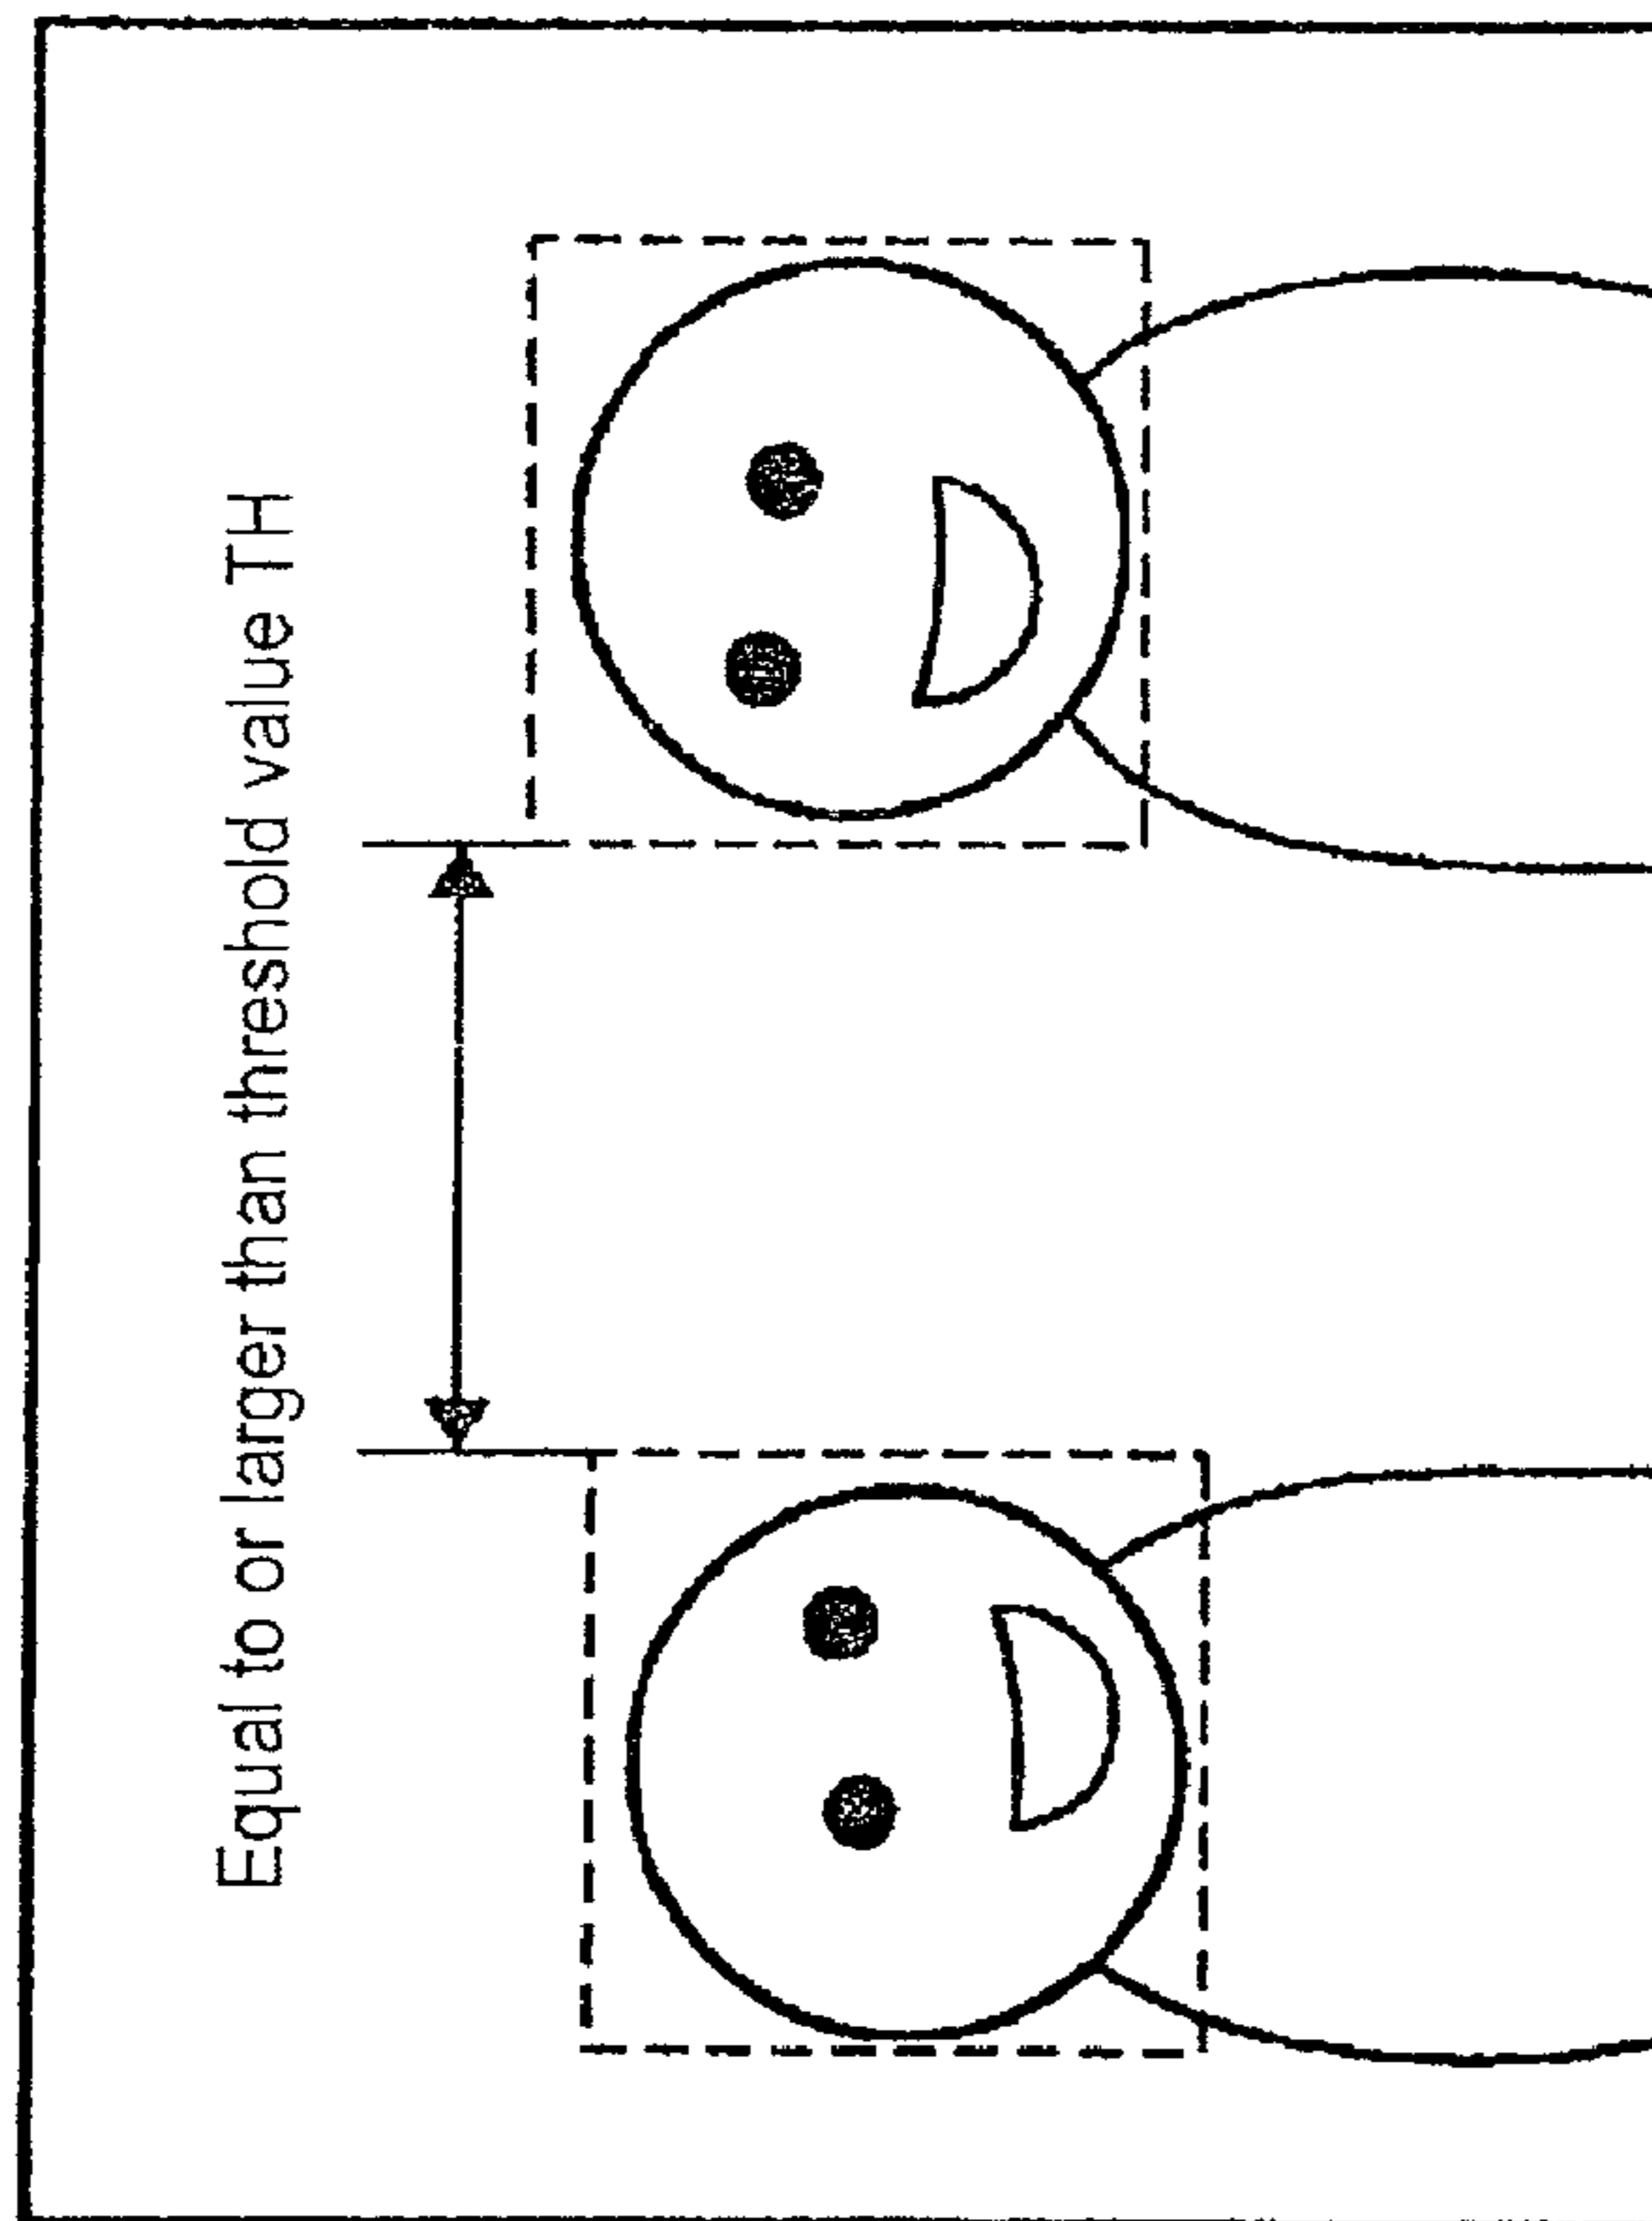 Equal to or larger than threshold value TH